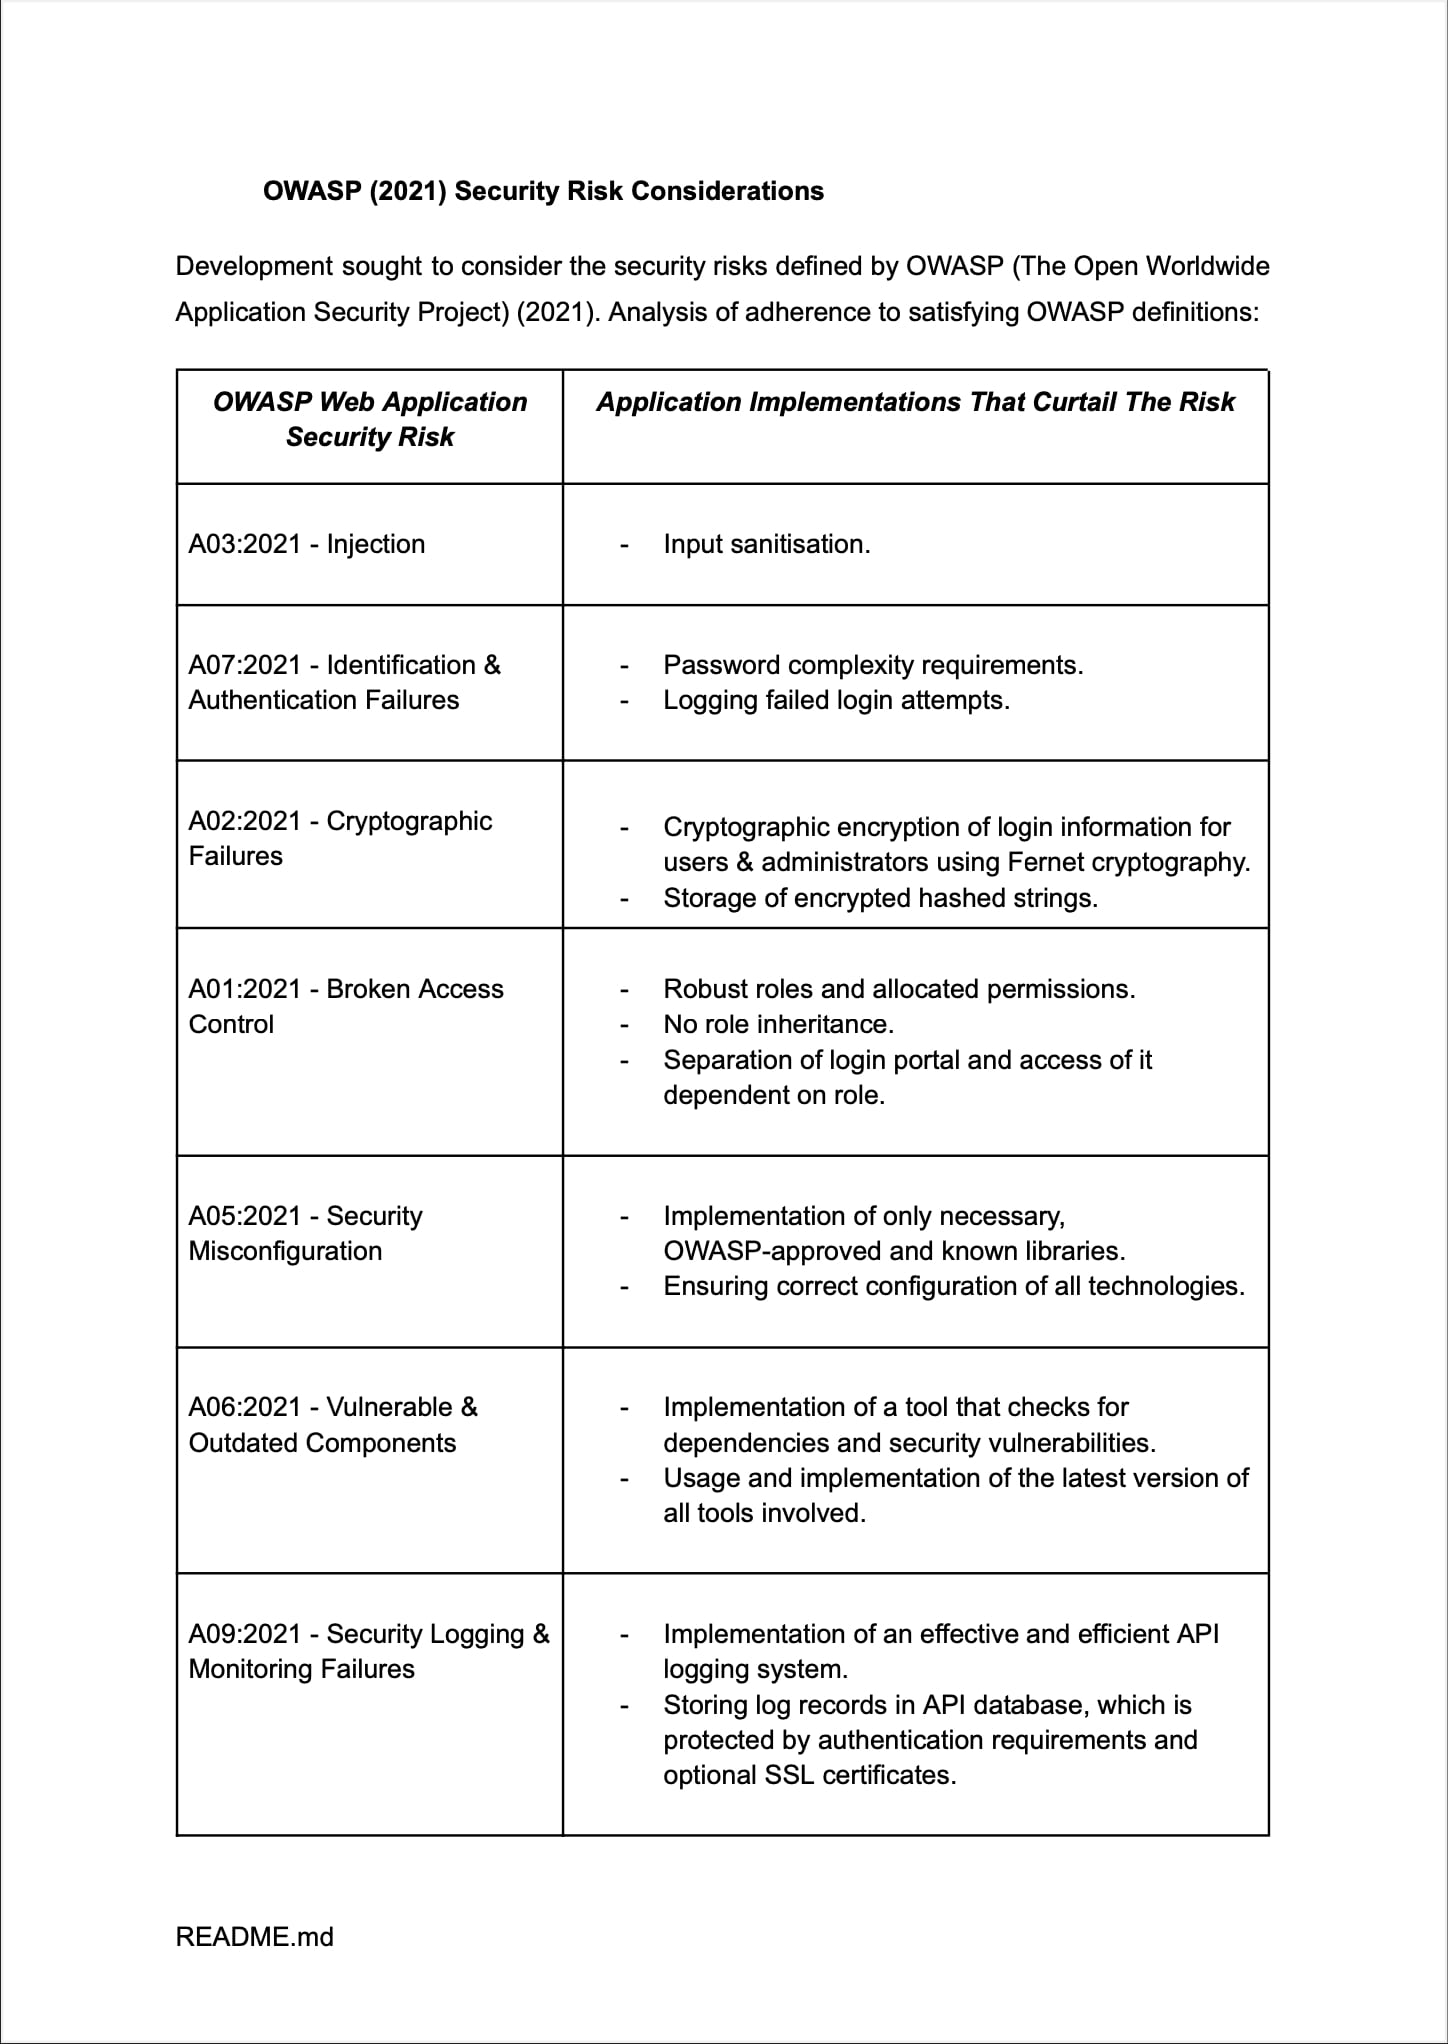 OWASP (2021) Security Risk Considerations
Development sought to consider the security risks defined by OWASP (The Open Worldwide
Application Security Project) (2021). Analysis of adherence to satisfying OWASP definitions:
OWASP Web Application
Security Risk
Application Implementations That Curtail The Risk
A03:2021 - Injection
- Input sanitisation.
A07:2021 - Identification &
Authentication Failures
- Password complexity requirements.
- Logging failed login attempts.
A02:2021 - Cryptographic
Failures
- Cryptographic encryption of login information for
users & administrators using Fernet cryptography.
- Storage of encrypted hashed strings.
A01:2021 - Broken Access
Control
- Robust roles and allocated permissions.
- No role inheritance.
- Separation of login portal and access of it
dependent on role.
A05:2021 - Security
Misconfiguration
- Implementation of only necessary,
OWASP-approved and known libraries.
- Ensuring correct configuration of all technologies.
A06:2021 - Vulnerable &
Outdated Components
- Implementation of a tool that checks for
dependencies and security vulnerabilities.
- Usage and implementation of the latest version of
all tools involved.
A09:2021 - Security Logging &
Monitoring Failures
- Implementation of an effective and efficient API
logging system.
- Storing log records in API database, which is
protected by authentication requirements and
optional SSL certificates.
README.md